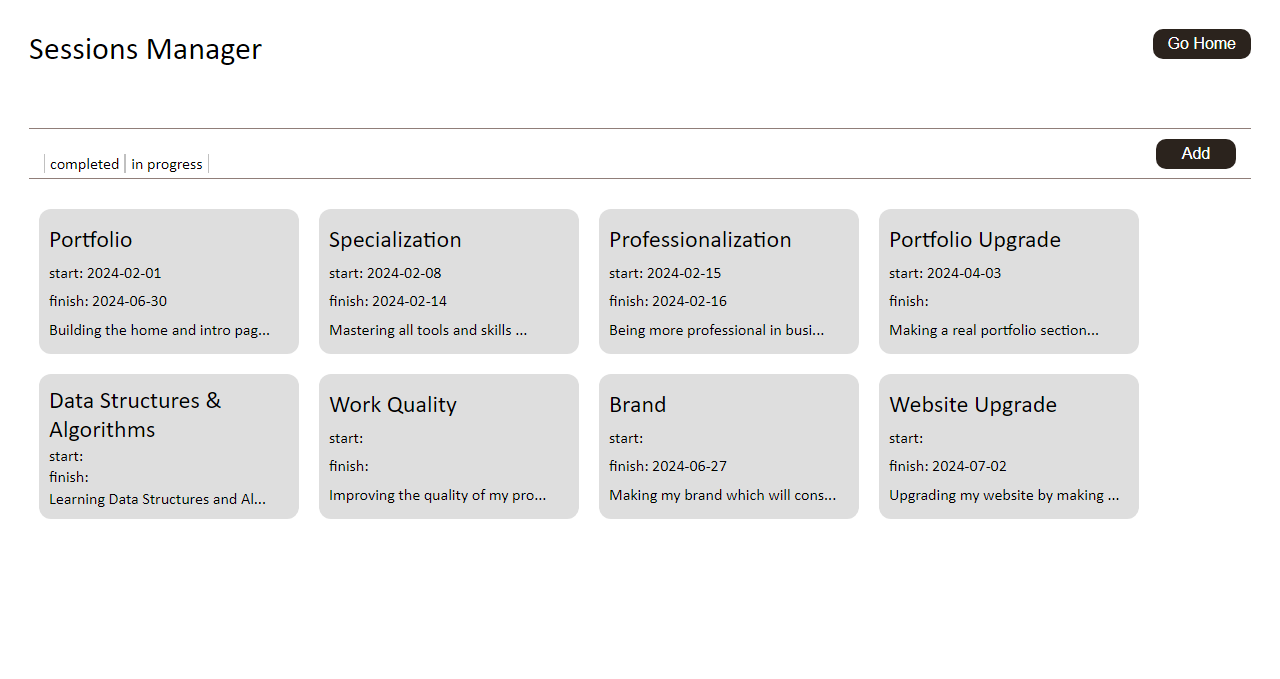 Sessions Manager
Go Home
completed
in progress
Add
Portfolio
start: 2024-02-01
finish: 2024-06-30
Building the home and intro pag...
Specialization
start: 2024-02-08
finish: 2024-02-14
Mastering all tools and skills ...
Professionalization
start: 2024-02-15
finish: 2024-02-16
Being more professional in busi...
Portfolio Upgrade
start: 2024-04-03
finish:
Making a real portfolio section...
Data Structures &
Algorithms
start:
finish:
Learning Data Structures and Al...
Work Quality
start:
finish:
Improving the quality of my pro...
Brand
start:
finish: 2024-06-27
Making my brand which will cons...
Website Upgrade
start:
finish: 2024-07-02
Upgrading my website by making ...